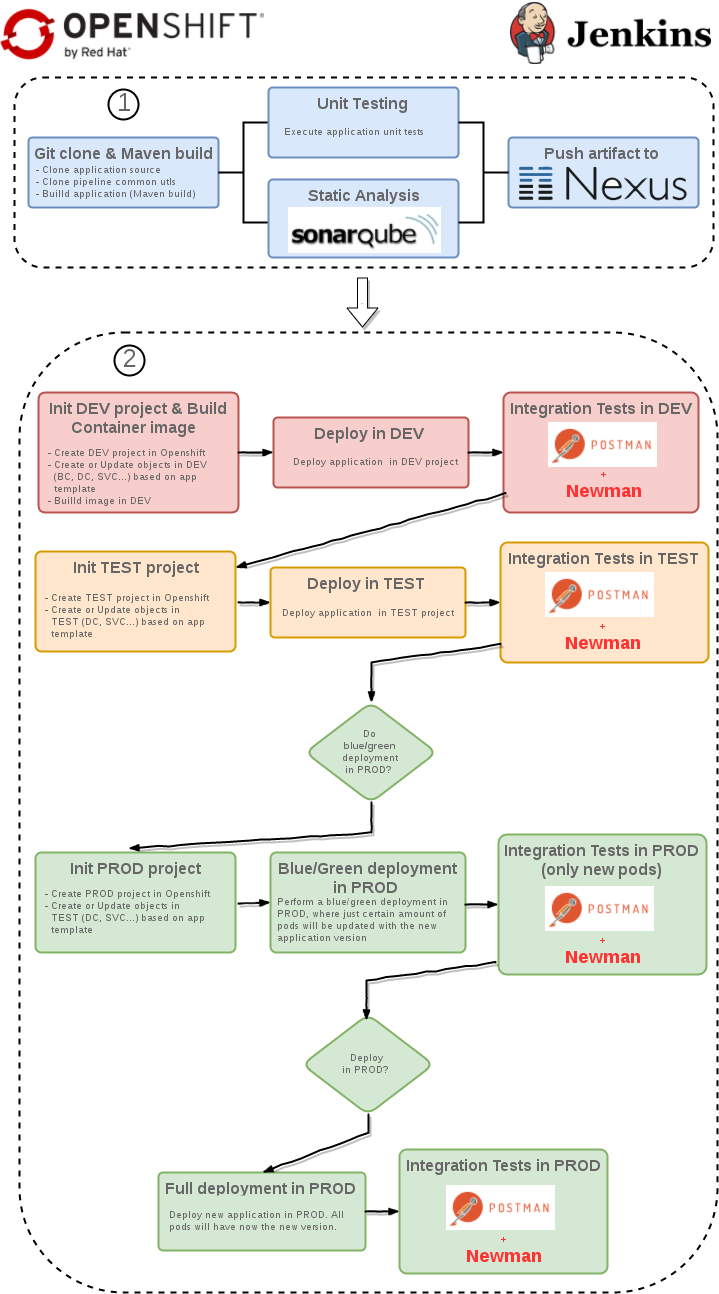 OPENSHIFT®
by Red Hat®
Jenkins
1
Unit Testing
Execute application unit tests
Git clone & Maven build
- Clone application source
- Clone pipeline common utls
- Builld application (Maven build)
Static Analysis
sonarqube
Push artifact to
Nexus
2
Init DEV project & Build
Container image
- Create DEV project in Openshift
- Create or Update objects in DEV
(BC, DC, SVC...) based on app
template
- Builld image in DEV
Deploy in DEV
Deploy application in DEV project
Integration Tests in DEV
POSTMAN
+
Newman
Init TEST project
- Create TEST project in Openshift
- Create or Update objects in
TEST (DC, SVC...) based on app
template
Deploy in TEST
Deploy application in TEST project
Integration Tests in TEST
POSTMAN
+
Newman
Do
blue/green
deployment
in PROD?
Init PROD project
- Create PROD project in Openshift
- Create or Update objects in
TEST (DC, SVC...) based on app
template
Blue/Green deployment
in PROD
Perform a blue/green deployment in
PROD, where just certain amount of
pods will be updated with the new
application version
Integration Tests in PROD
(only new pods)
POSTMAN
+
Newman
Deploy
in PROD?
Full deployment in PROD
Deploy new application in PROD. All
pods will have now the new version.
Integration Tests in PROD
POSTMAN
+
Newman